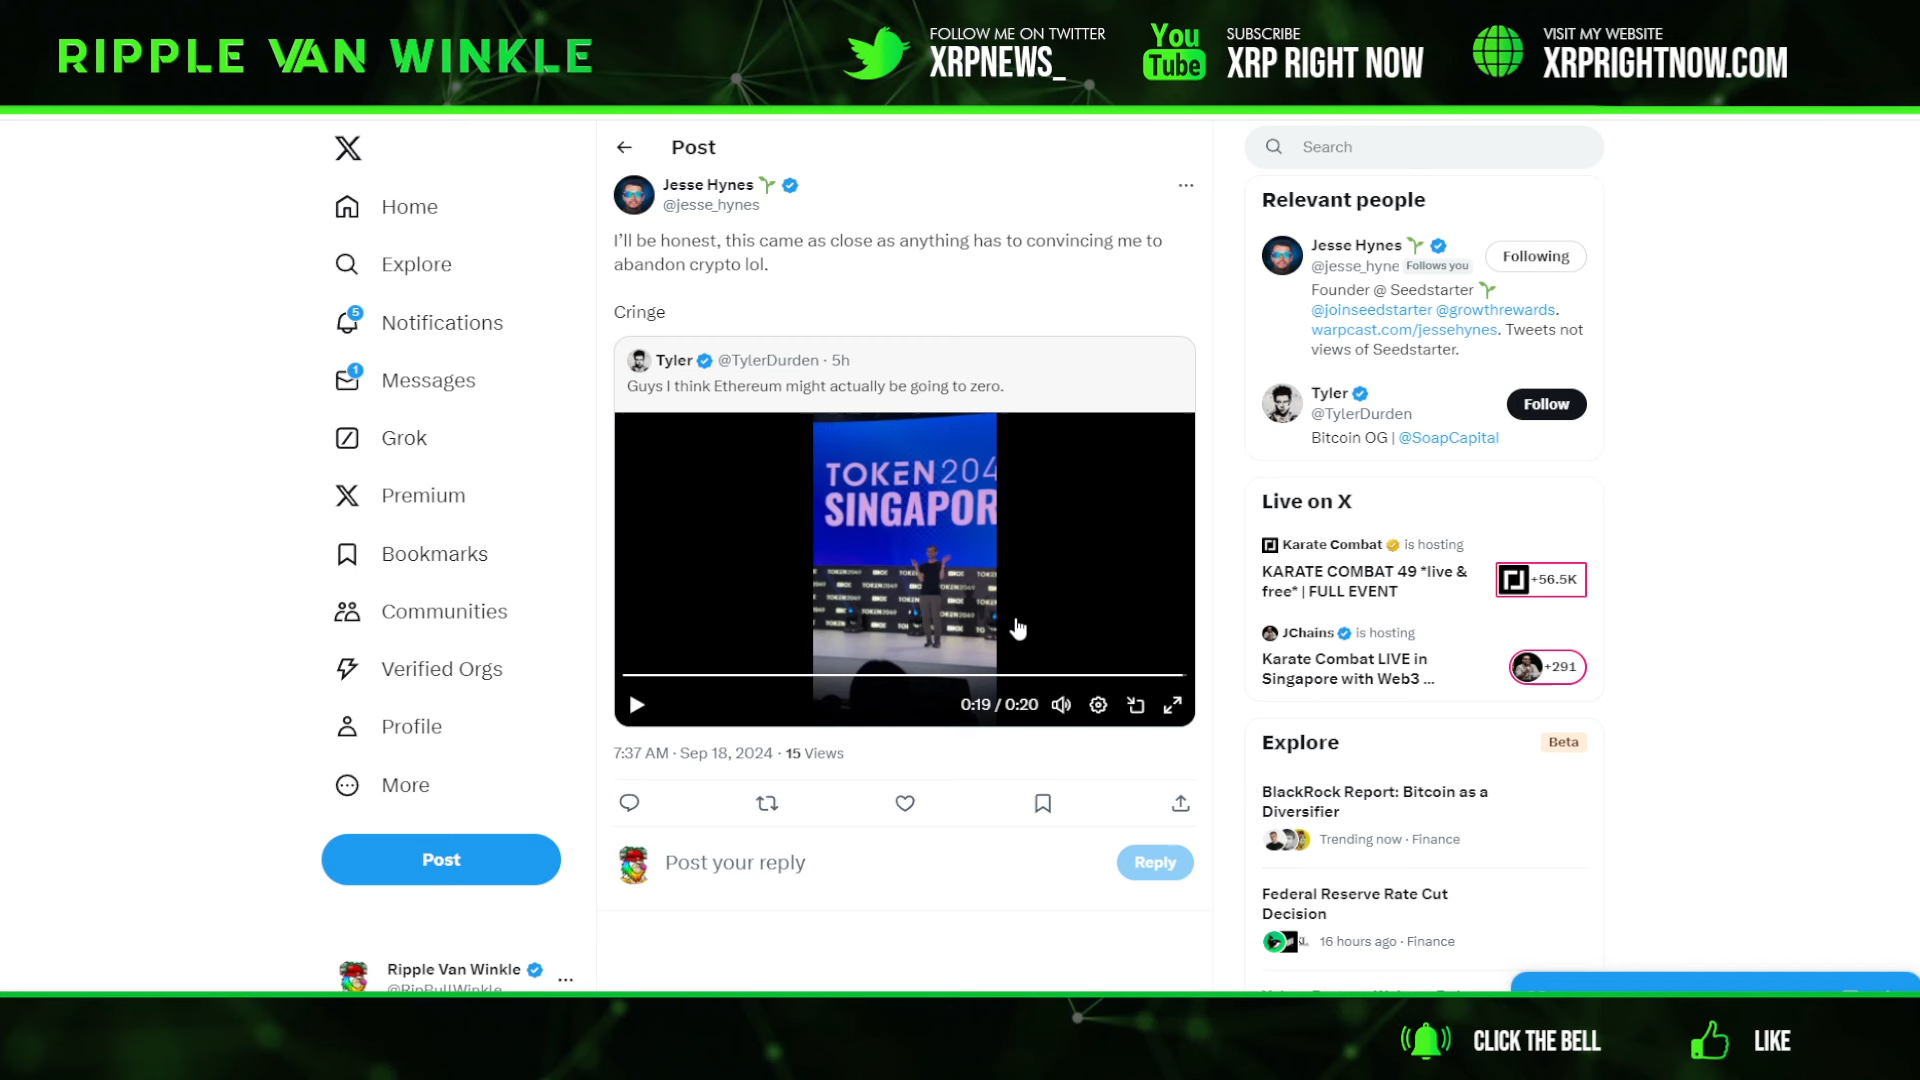 RIPPLE VAN WINKLE
FOLLOW ME ON TWITTER
XRPNEWS_
You
Tube
SUBSCRIBE
XRP RIGHT NOW
VISIT MY WEBSITE
XRPRIGHTNOW.COM
Home
Explore
5
Notifications
1
Messages
Grok
Premium
Bookmarks
Communities
Verified Orgs
Profile
More
Post
Ripple Van Winkle
@RipBullWinkle
Post
Jesse Hynes
@jesse_hynes
I'll be honest, this came as close as anything has to convincing me to
abandon crypto lol.
Cringe
Tyler @TylerDurden · 5h
Guys I think Ethereum might actually be going to zero.
TOKEN204
SINGAPOR
0:19 / 0:20
7:37 AM · Sep 18, 2024 · 15 Views
Post your reply
Reply
Search
Relevant people
Jesse Hynes
@jesse_hyne Follows you
Following
Founder @ Seedstarter
@joinseedstarter @growthrewards.
warpcast.com/jessehynes. Tweets not
views of Seedstarter.
Tyler
@TylerDurden
Follow
Bitcoin OG | @SoapCapital
Live on X
Karate Combat is hosting
KARATE COMBAT 49 *live &
free* | FULL EVENT
+56.5K
JChains is hosting
Karate Combat LIVE in
Singapore with Web3 ...
+291
Explore
Beta
BlackRock Report: Bitcoin as a
Diversifier
Trending now · Finance
Federal Reserve Rate Cut
Decision
16 hours ago · Finance
CLICK THE BELL
LIKE